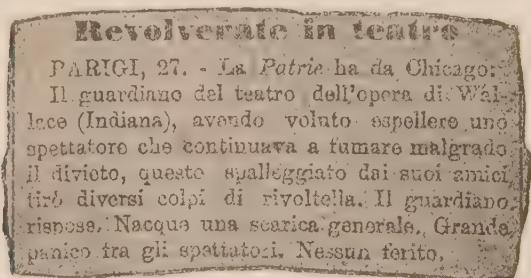 Revolverate in teatro
PARIGI, 27. - La Patrie ha da Chicago:
Il guardiano del teatro dell'opera di Wal-
lace (Indiana), avendo voluto espellere uno
spettatore che continuava a fumare malgrado
il divieto, questo spalleggiato dai suoi amici
tirò diversi colpi di rivoltella. Il guardiano
rispose. Nacque una scarica generale. Grande
panico fra gli spettatori. Nessun ferito.